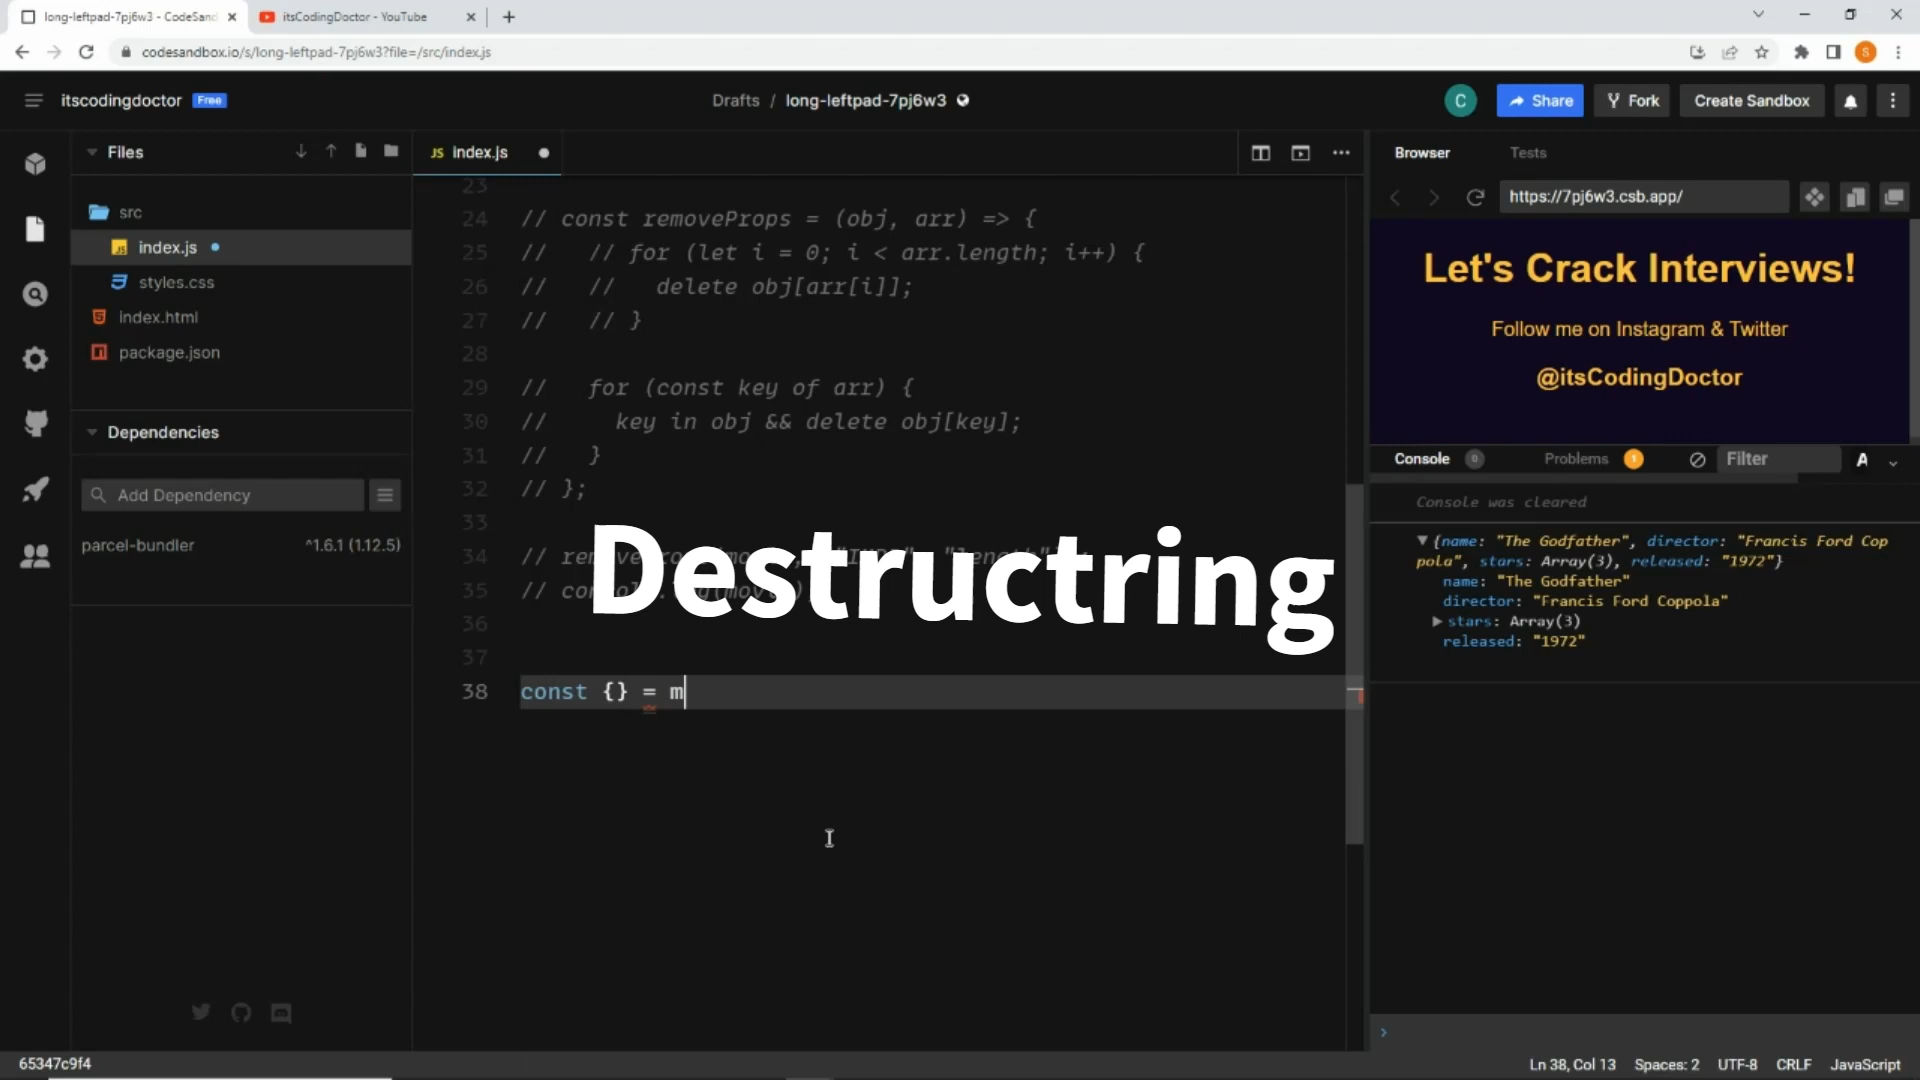 long-leftpad-7pj6w3 - CodeSand
itsCodingDoctor - YouTube
codesandbox.io/s/long-leftpad-7pj6w3?file=/src/index.js
S
itscodingdoctor Free
Drafts / long-leftpad-7pj6w3
C
Share
Fork
Create Sandbox
Files
JS index.js
Browser
Tests
src
index.js
styles.css
index.html
package.json
Dependencies
Add Dependency
parcel-bundler ^1.6.1 (1.12.5)
23
24 // const removeProps = (obj, arr) => {
25 // // for (let i = 0; i < arr.length; i++) {
26 // // delete obj[arr[i]];
27 // // }
28
29 // for (const key of arr) {
30 // key in obj && delete obj[key];
31 // }
32 // };
33
34 //
35 //
36
37
38 const {} = m
Destructring
https://7pj6w3.csb.app/
Let's Crack Interviews!
Follow me on Instagram & Twitter
@itsCodingDoctor
Console 0
Problems 1
Filter
A
Console was cleared
▼{name: "The Godfather", director: "Francis Ford Cop
pola", stars: Array(3), released: "1972"}
name: "The Godfather"
director: "Francis Ford Coppola"
▶stars: Array(3)
released: "1972"
65347c9f4
Ln 38, Col 13 Spaces: 2 UTF-8 CRLF JavaScript